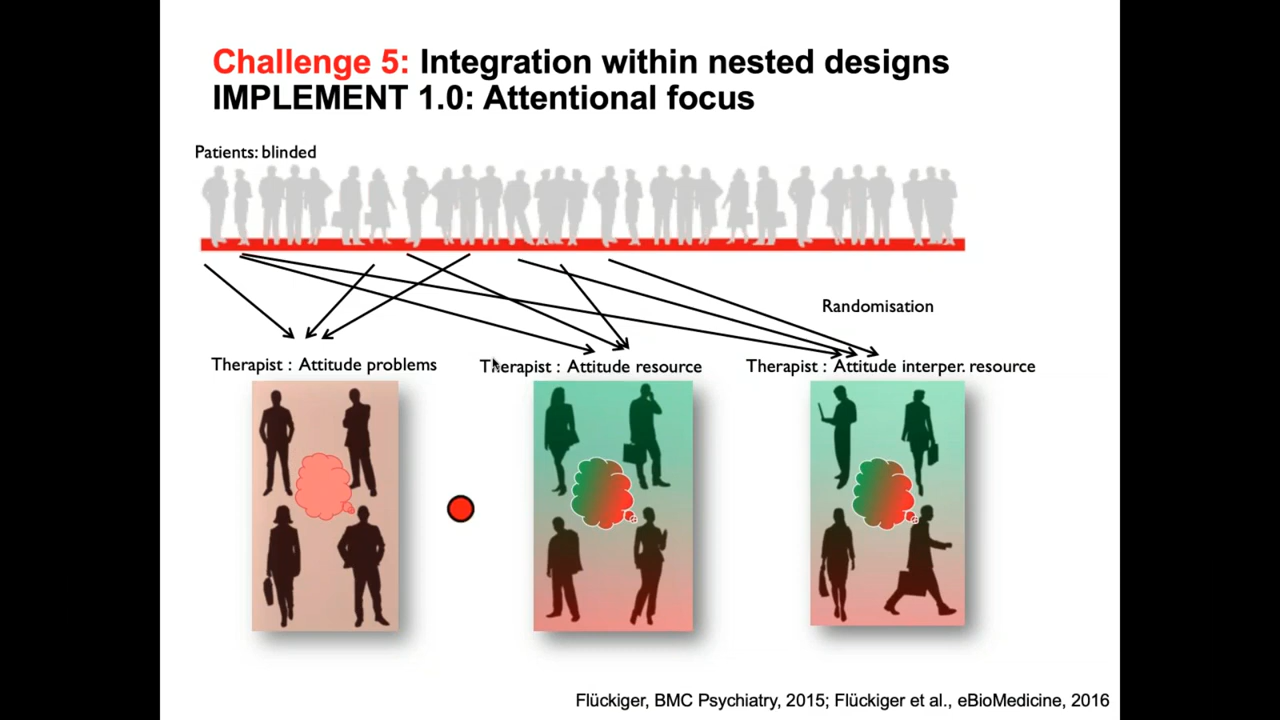 Challenge 5: Integration within nested designs
IMPLEMENT 1.0: Attentional focus
Patients: blinded
Randomisation
Therapist : Attitude problems
Therapist : Attitude resource
Therapist : Attitude interper. resource
Flückiger, BMC Psychiatry, 2015; Flückiger et al., eBioMedicine, 2016